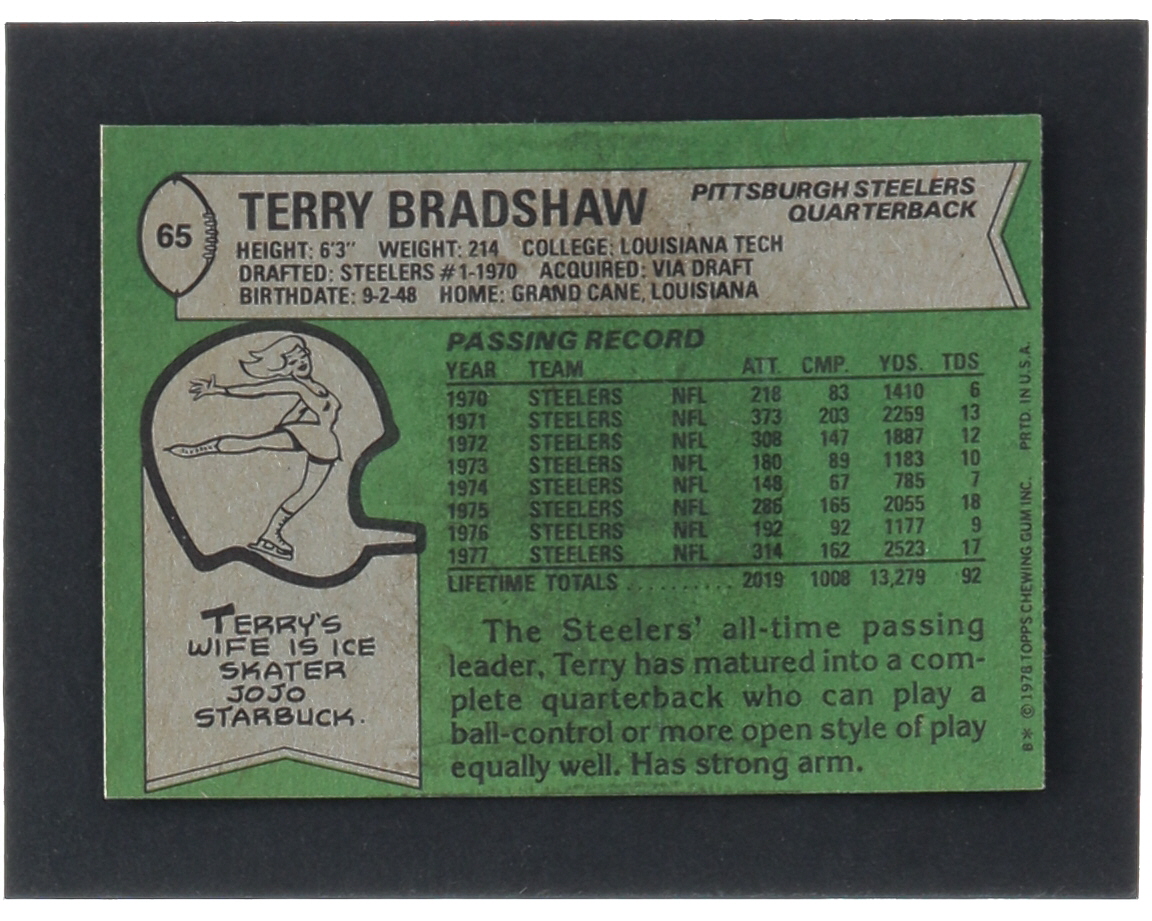 65
TERRY BRADSHAW
PITTSBURGH STEELERS
QUARTERBACK
HEIGHT: 6'3" WEIGHT: 214 COLLEGE: LOUISIANA TECH
DRAFTED: STEELERS #1-1970 ACQUIRED: VIA DRAFT
BIRTHDATE: 9-2-48 HOME: GRAND CANE, LOUISIANA
PASSING RECORD
YEAR TEAM ATT. CMP. YDS. TDS
1970 STEELERS NFL 218 83 1410 6
1971 STEELERS NFL 373 203 2259 13
1972 STEELERS NFL 308 147 1887 12
1973 STEELERS NFL 180 89 1183 10
1974 STEELERS NFL 148 67 785 7
1975 STEELERS NFL 286 165 2055 18
1976 STEELERS NFL 192 92 1177 9
1977 STEELERS NFL 314 162 2523 17
LIFETIME TOTALS .......... 2019 1008 13,279 92
TERRY'S
WIFE IS ICE
SKATER
JOJO
STARBUCK.
The Steelers' all-time passing
leader, Terry has matured into a com-
plete quarterback who can play a
ball-control or more open style of play
equally well. Has strong arm.
B* © 1978 TOPPS CHEWING GUM INC. PRTD. IN U.S.A.